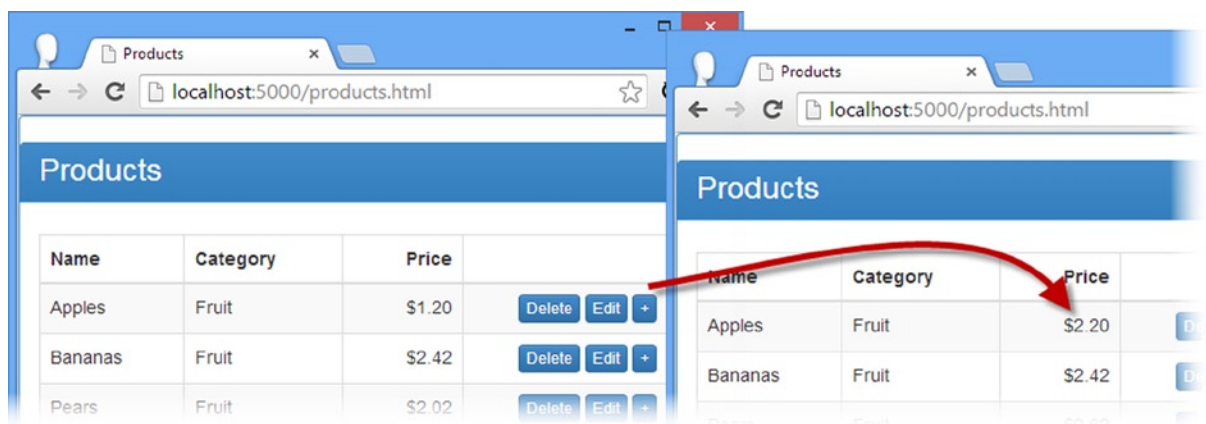 Products
localhost:5000/products.html
Products
Name Category Price
Apples Fruit $1.20 Delete Edit +
Bananas Fruit $2.42 Delete Edit +
Pears Fruit $2.02 Delete Edit +
Products
localhost:5000/products.html
Products
Name Category Price
Apples Fruit $2.20
Bananas Fruit $2.42